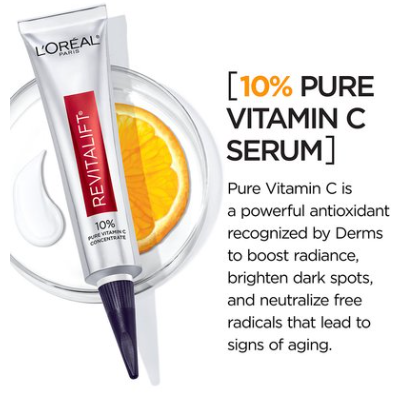 L'ORÉAL
PARIS
REVITALIFT®
10%
PURE VITAMIN C
CONCENTRATE
[10% PURE
VITAMIN C
SERUM]
Pure Vitamin C is
a powerful antioxidant
recognized by Derms
to boost radiance,
brighten dark spots,
and neutralize free
radicals that lead to
signs of aging.